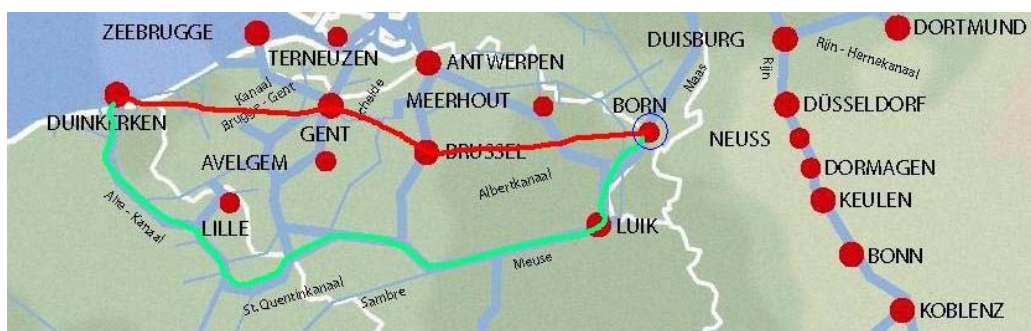 ZEEBRUGGE
TERNEUZEN
ANTWERPEN
DUISBURG
DORTMUND
Rijn - Hernekanaal
Rijn
Maas
Kanaal
Brugge - Gent
Schelde
MEERHOUT
BORN
DÜSSELDORF
DUINKERKEN
GENT
NEUSS
AVELGEM
BRUSSEL
Albertkanaal
DORMAGEN
KEULEN
LILLE
LUIK
Alre - Kanaal
BONN
Meuse
St. Quentinkanaal
Sambre
KOBLENZ